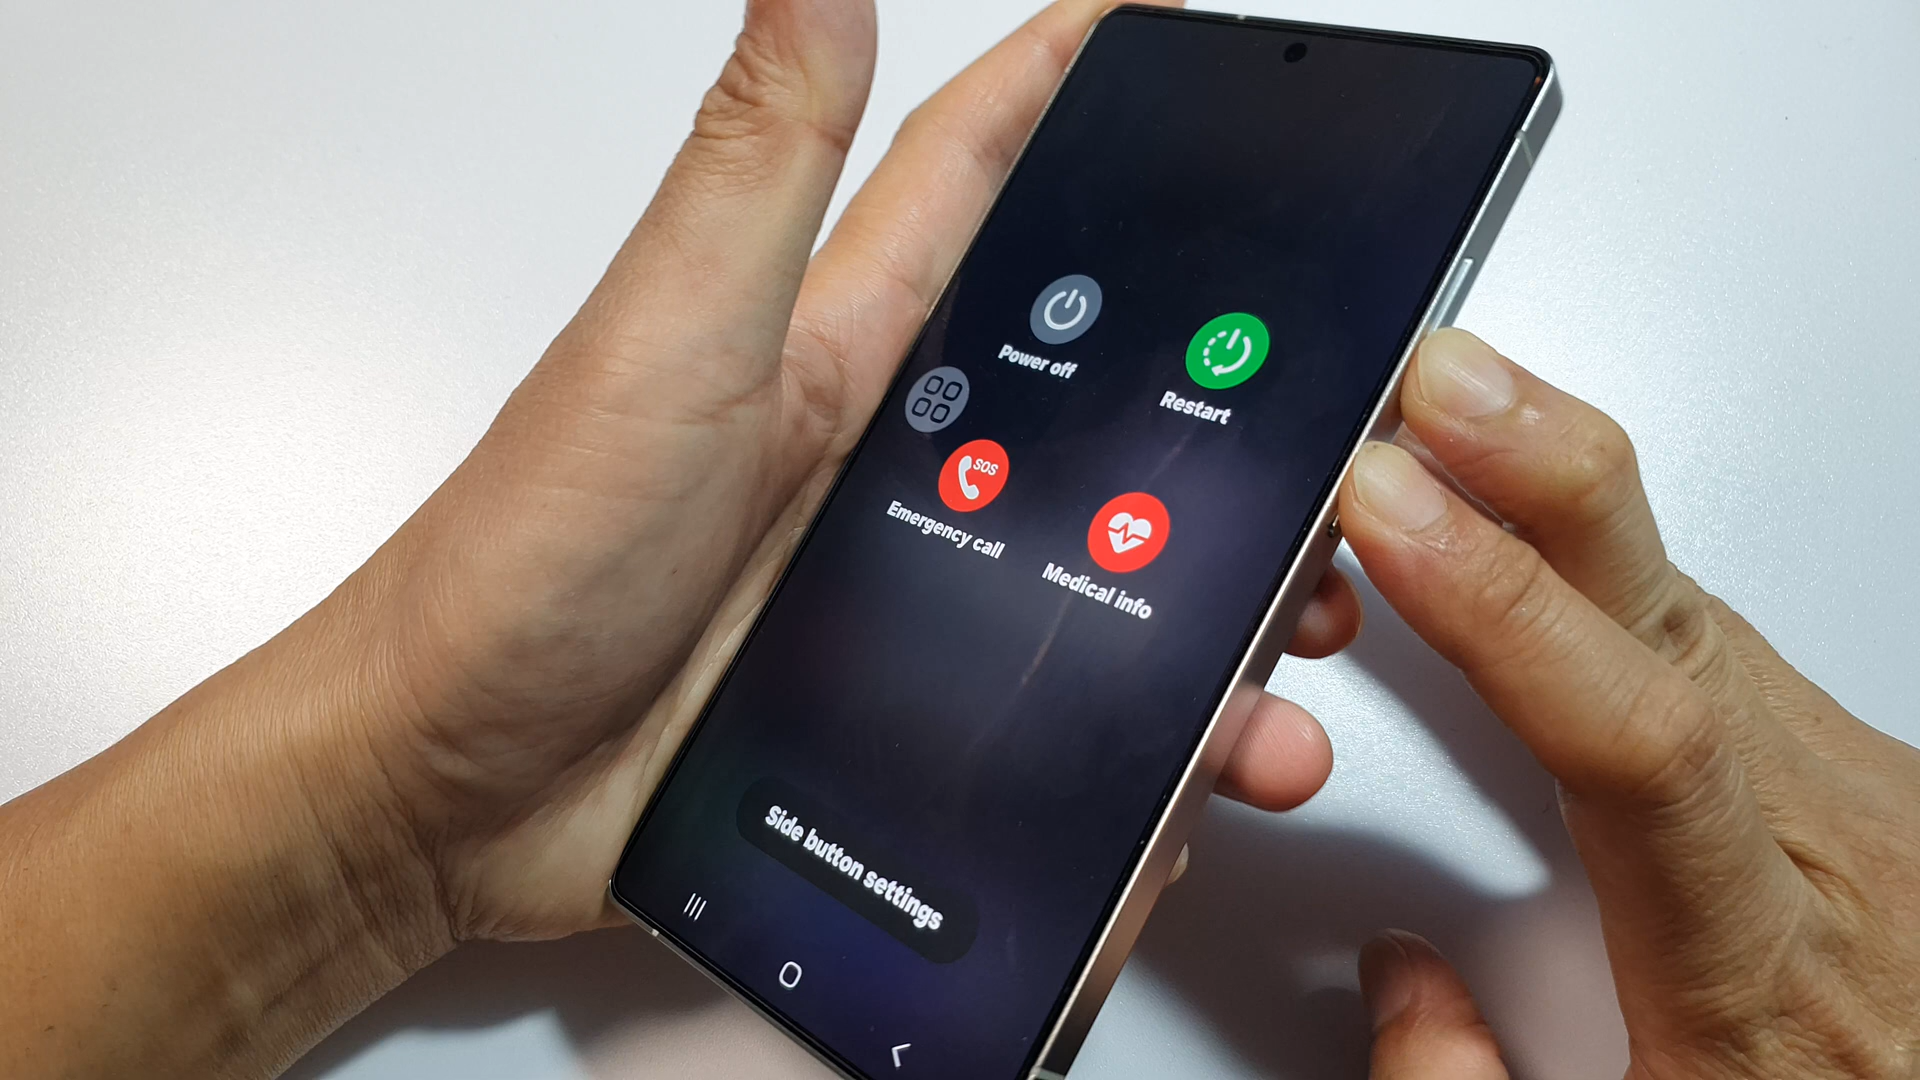 Power off
Restart
SOS
Emergency call
Medical info
Side button settings